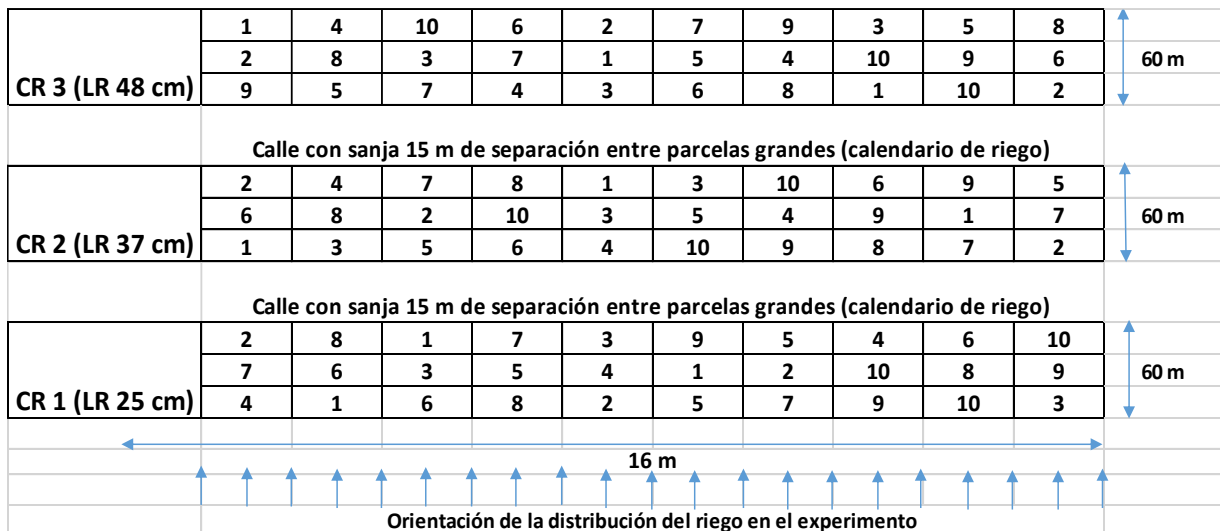 1 4 10 6 2 7 9 3 5 8
2 8 3 7 1 5 4 10 9 6 60 m
CR 3 (LR 48 cm) 9 5 7 4 3 6 8 1 10 2
Calle con sanja 15 m de separación entre parcelas grandes (calendario de riego)
2 4 7 8 1 3 10 6 9 5
6 8 2 10 3 5 4 9 1 7 60 m
CR 2 (LR 37 cm) 1 3 5 6 4 10 9 8 7 2
Calle con sanja 15 m de separación entre parcelas grandes (calendario de riego)
2 8 1 7 3 9 5 4 6 10
7 6 3 5 4 1 2 10 8 9 60 m
CR 1 (LR 25 cm) 4 1 6 8 2 5 7 9 10 3
16 m
Orientación de la distribución del riego en el experimento